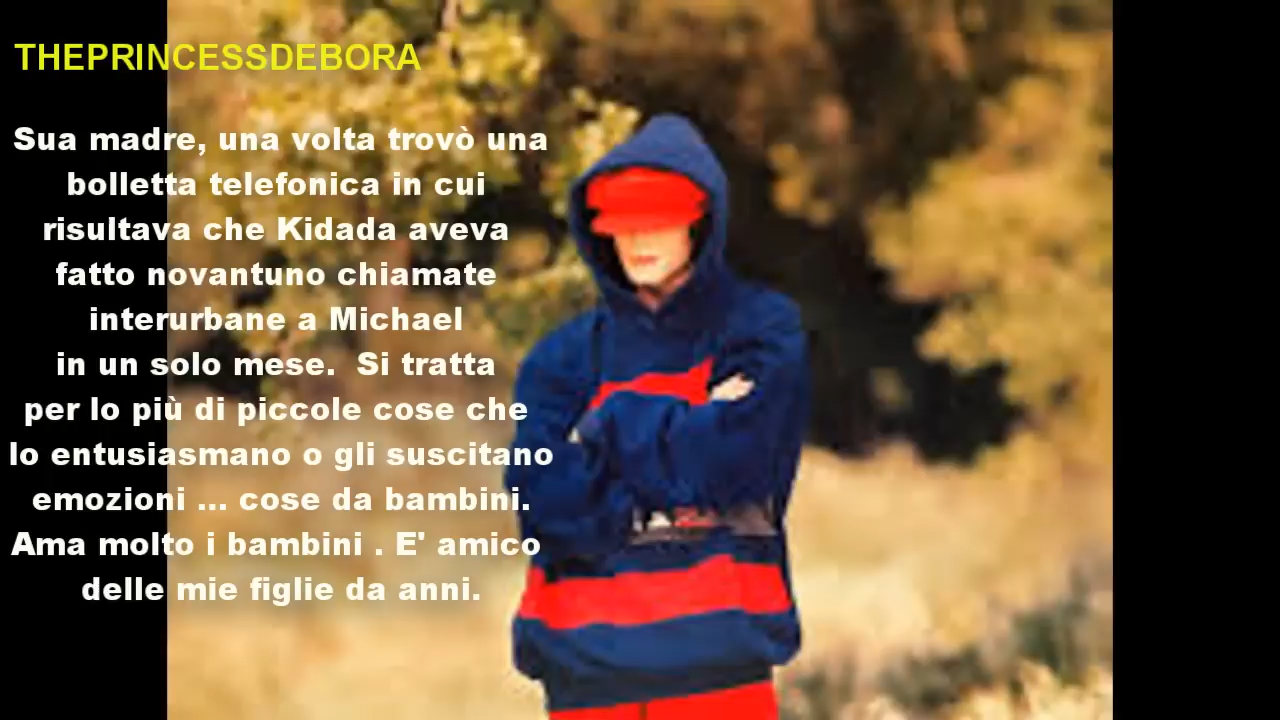 THEPRINCESSDEBORA
Sua madre, una volta trovò una
bolletta telefonica in cui
risultava che Kidada aveva
fatto novantuno chiamate
interurbane a Michael
in un solo mese.  Si tratta
per lo più di piccole cose che
lo entusiasmano o gli suscitano
emozioni ... cose da bambini.
Ama molto i bambini . E' amico
delle mie figlie da anni.